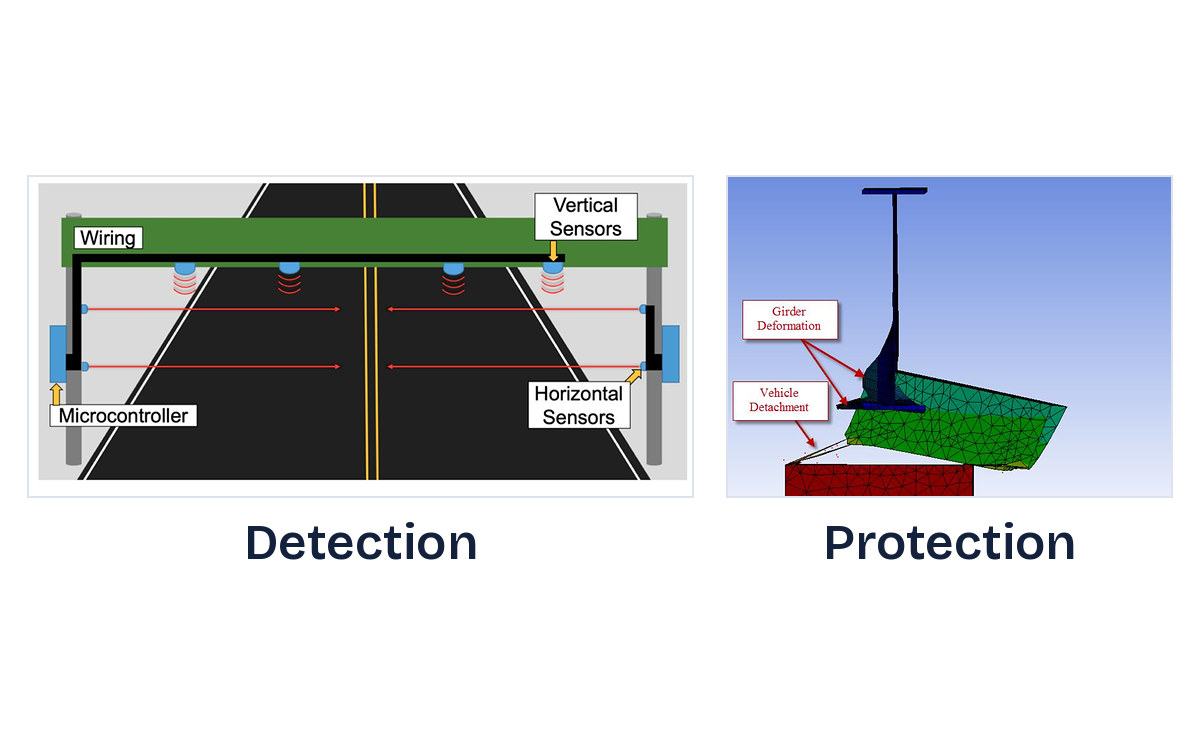 Wiring
Vertical
Sensors
Microcontroller
Horizontal
Sensors
Detection
Girder
Deformation
Vehicle
Detachment
Protection